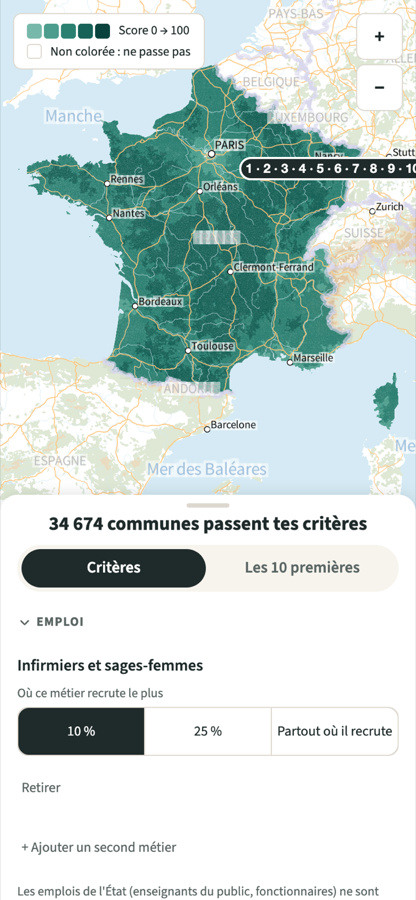 Score 0 → 100
Non colorée : ne passe pas
+
−
PAYS-BAS
BELGIQUE
Manche
PARIS
1 · 2 · 3 · 4 · 5 · 6 · 7 · 8 · 9 · 10
Rennes
Orléans
Zurich
Nantes
SUISSE
Clermont-Ferrand
Bordeaux
Toulouse
Marseille
Barcelone
ESPAGNE
Mer des Baléares
34 674 communes passent tes critères
Critères
Les 10 premières
EMPLOI
Infirmiers et sages-femmes
Où ce métier recrute le plus
10 %
25 %
Partout où il recrute
Retirer
+ Ajouter un second métier
Les emplois de l'État (enseignants du public, fonctionnaires) ne sont